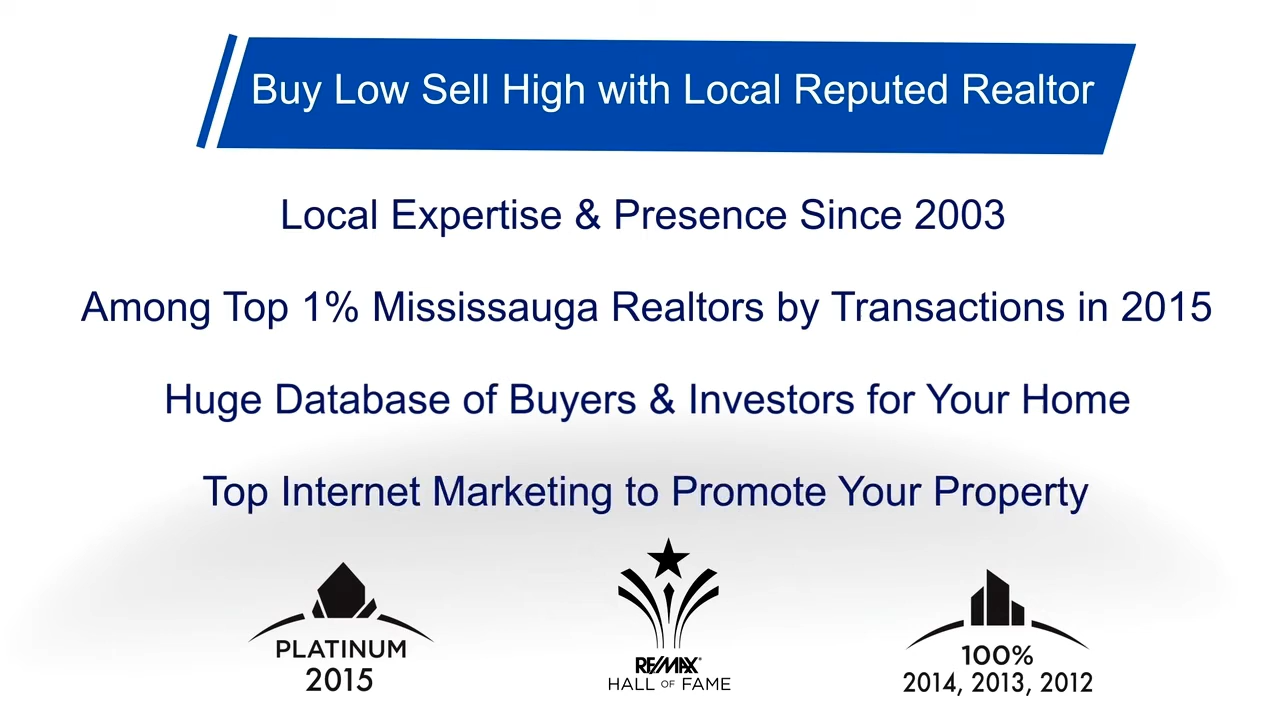 Buy Low Sell High with Local Reputed Realtor
Local Expertise & Presence Since 2003
Among Top 1% Mississauga Realtors by Transactions in 2015
Huge Database of Buyers & Investors for Your Home
Top Internet Marketing to Promote Your Property
PLATINUM
2015
RE/MAX®
HALL OF FAME
100%
2014, 2013, 2012